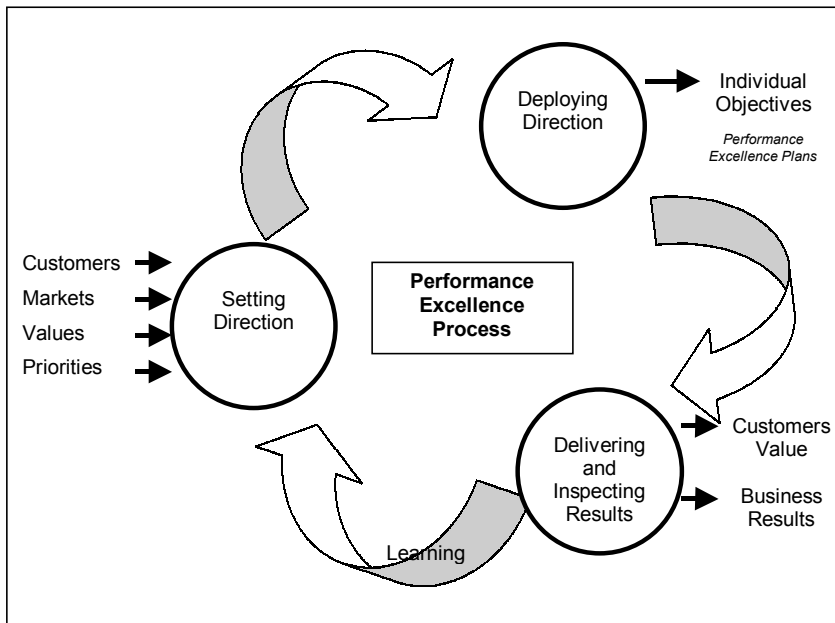 Deploying
Direction
Individual
Objectives
Performance
Excellence Plans
Customers
Markets
Values
Priorities
Setting
Direction
Performance
Excellence
Process
Delivering
and
Inspecting
Results
Customers
Value
Business
Results
Learning